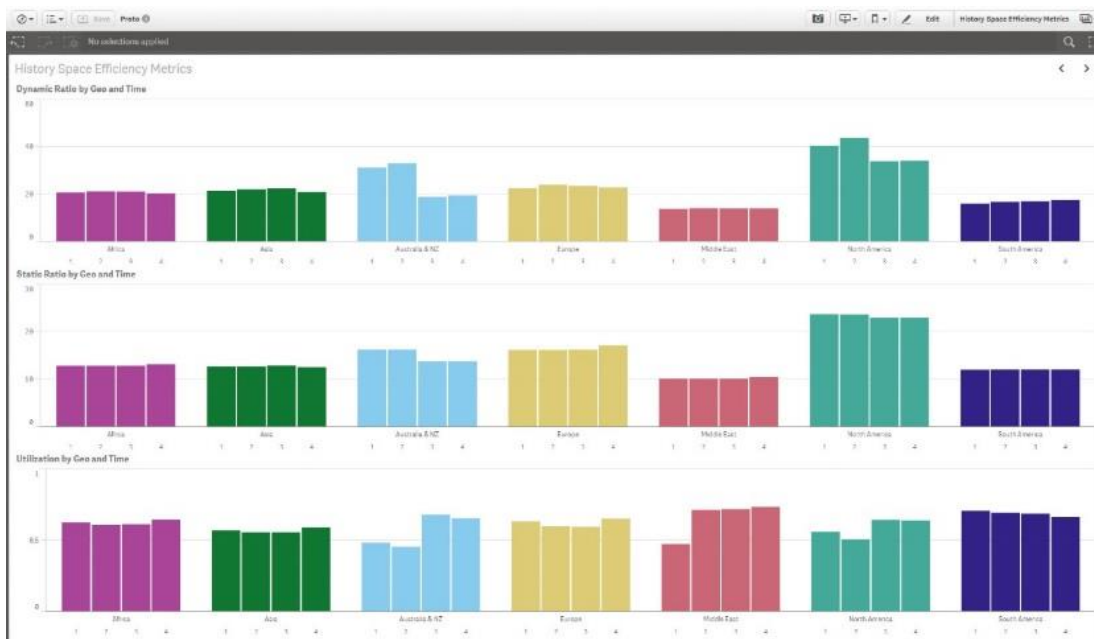 Save Proto Edit History Space Efficiency Metrics
No selections applied
History Space Efficiency Metrics
Dynamic Ratio by Geo and Time
60
40
20
0
Africa Asia Australia & NZ Europe Middle East North America South America
1 2 3 4 1 2 3 4 1 2 3 4 1 2 3 4 1 2 3 4 1 2 3 4 1 2 3 4
Static Ratio by Geo and Time
30
20
10
0
Africa Asia Australia & NZ Europe Middle East North America South America
1 2 3 4 1 2 3 4 1 2 3 4 1 2 3 4 1 2 3 4 1 2 3 4 1 2 3 4
Utilization by Geo and Time
1
0.5
0
Africa Asia Australia & NZ Europe Middle East North America South America
1 2 3 4 1 2 3 4 1 2 3 4 1 2 3 4 1 2 3 4 1 2 3 4 1 2 3 4